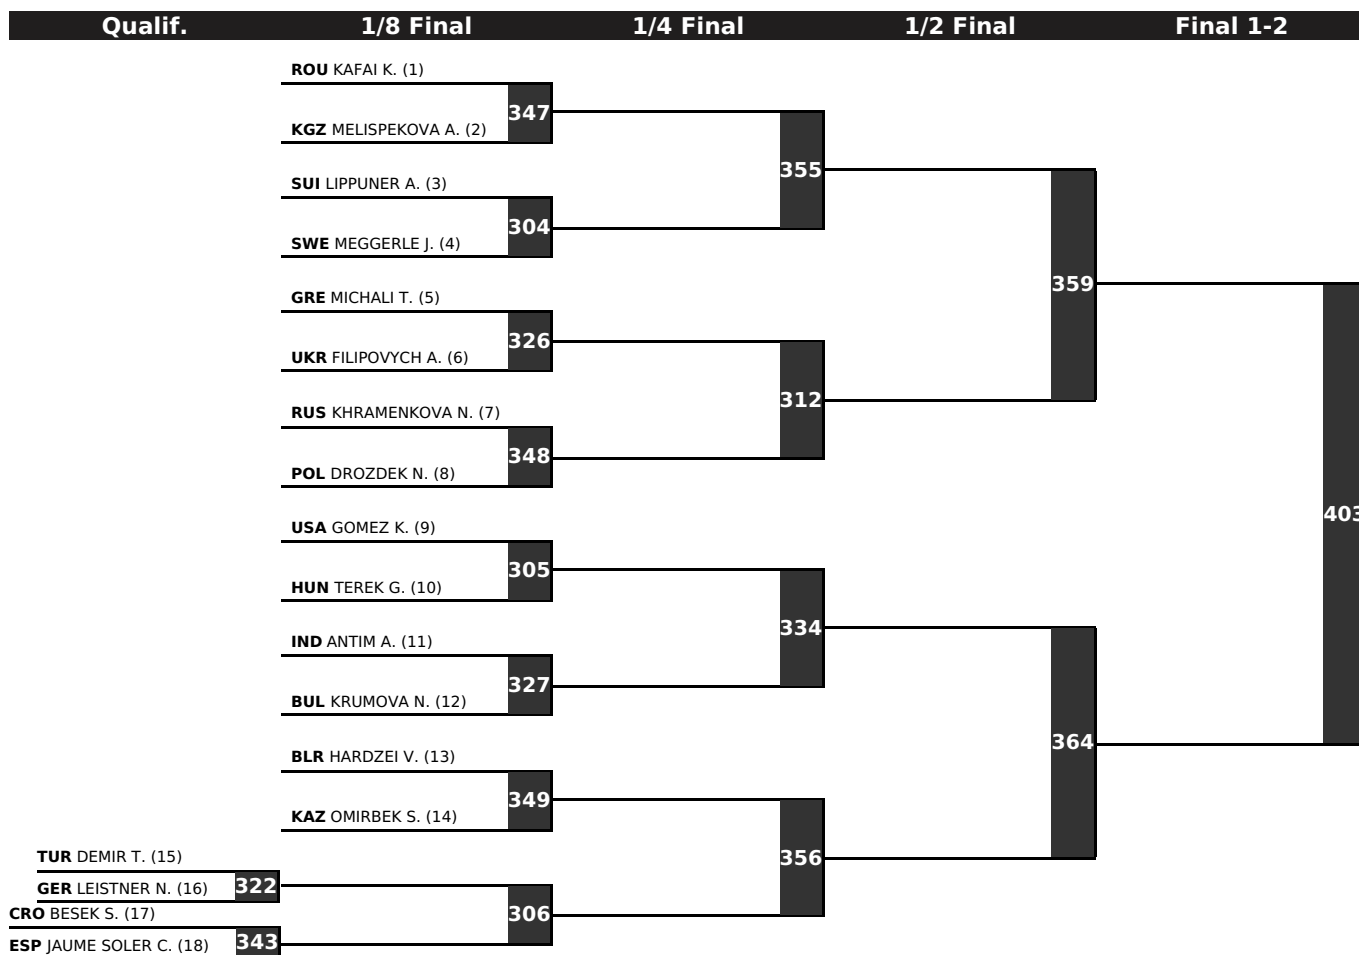 Qualif. 1/8 Final 1/4 Final 1/2 Final Final 1-2
ROU KAFAI K. (1)
347
KGZ MELISPEKOVA A. (2)
355
SUI LIPPUNER A. (3)
304
SWE MEGGERLE J. (4)
359
GRE MICHALI T. (5)
326
UKR FILIPOVYCH A. (6)
312
RUS KHRAMENKOVA N. (7)
348
POL DROZDEK N. (8)
403
USA GOMEZ K. (9)
305
HUN TEREK G. (10)
334
IND ANTIM A. (11)
327
BUL KRUMOVA N. (12)
364
BLR HARDZEI V. (13)
349
KAZ OMIRBEK S. (14)
356
TUR DEMIR T. (15)
322
GER LEISTNER N. (16)
306
CRO BESEK S. (17)
343
ESP JAUME SOLER C. (18)